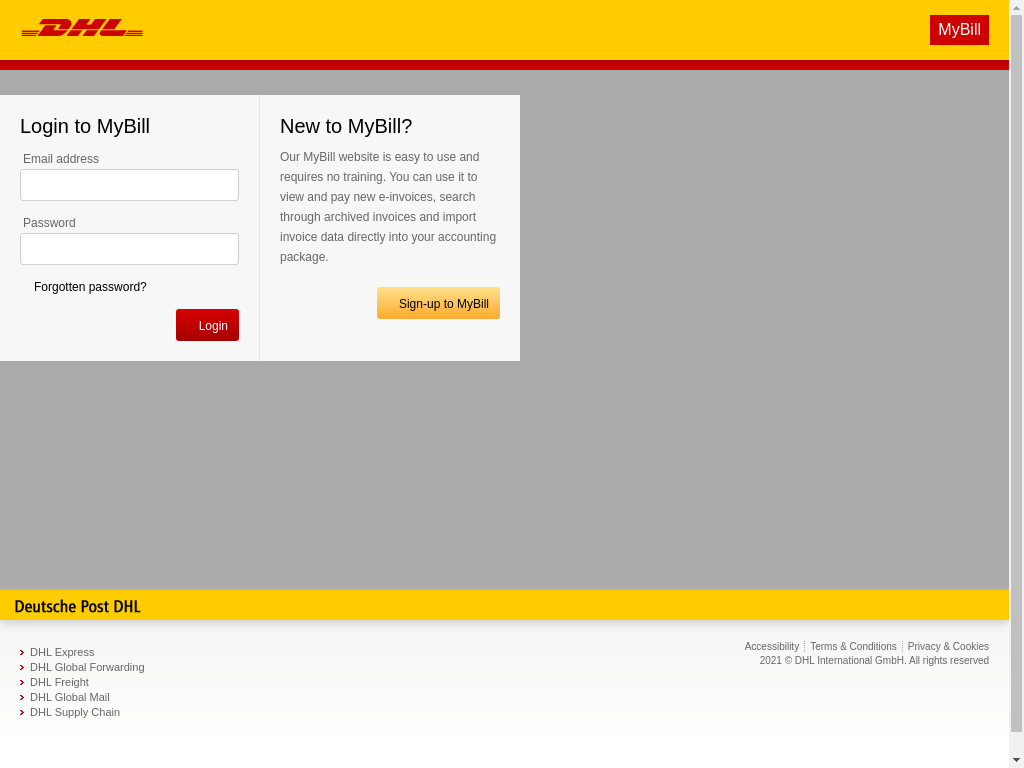 DHL
MyBill
Login to MyBill
Email address
Password
Forgotten password?
Login
New to MyBill?
Our MyBill website is easy to use and
requires no training. You can use it to
view and pay new e-invoices, search
through archived invoices and import
invoice data directly into your accounting
package.
Sign-up to MyBill
Deutsche Post DHL
DHL Express
DHL Global Forwarding
DHL Freight
DHL Global Mail
DHL Supply Chain
Accessibility Terms & Conditions Privacy & Cookies
2021 © DHL International GmbH. All rights reserved